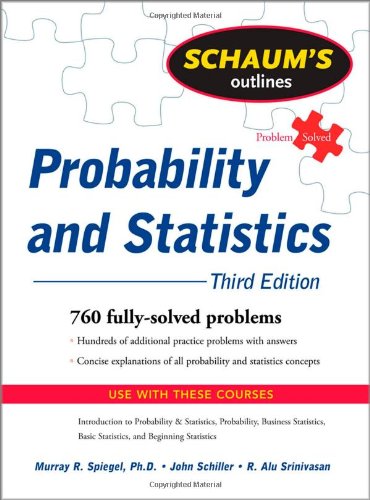 SCHAUM'S
outlines
Problem Solved
Probability
and Statistics
Third Edition
760 fully-solved problems
• Hundreds of additional practice problems with answers
• Concise explanations of all probability and statistics concepts
USE WITH THESE COURSES
Introduction to Probability & Statistics, Probability, Business Statistics,
Basic Statistics, and Beginning Statistics
Murray R. Spiegel, Ph.D. • John Schiller • R. Alu Srinivasan
Copyrighted Material
Copyrighted Material